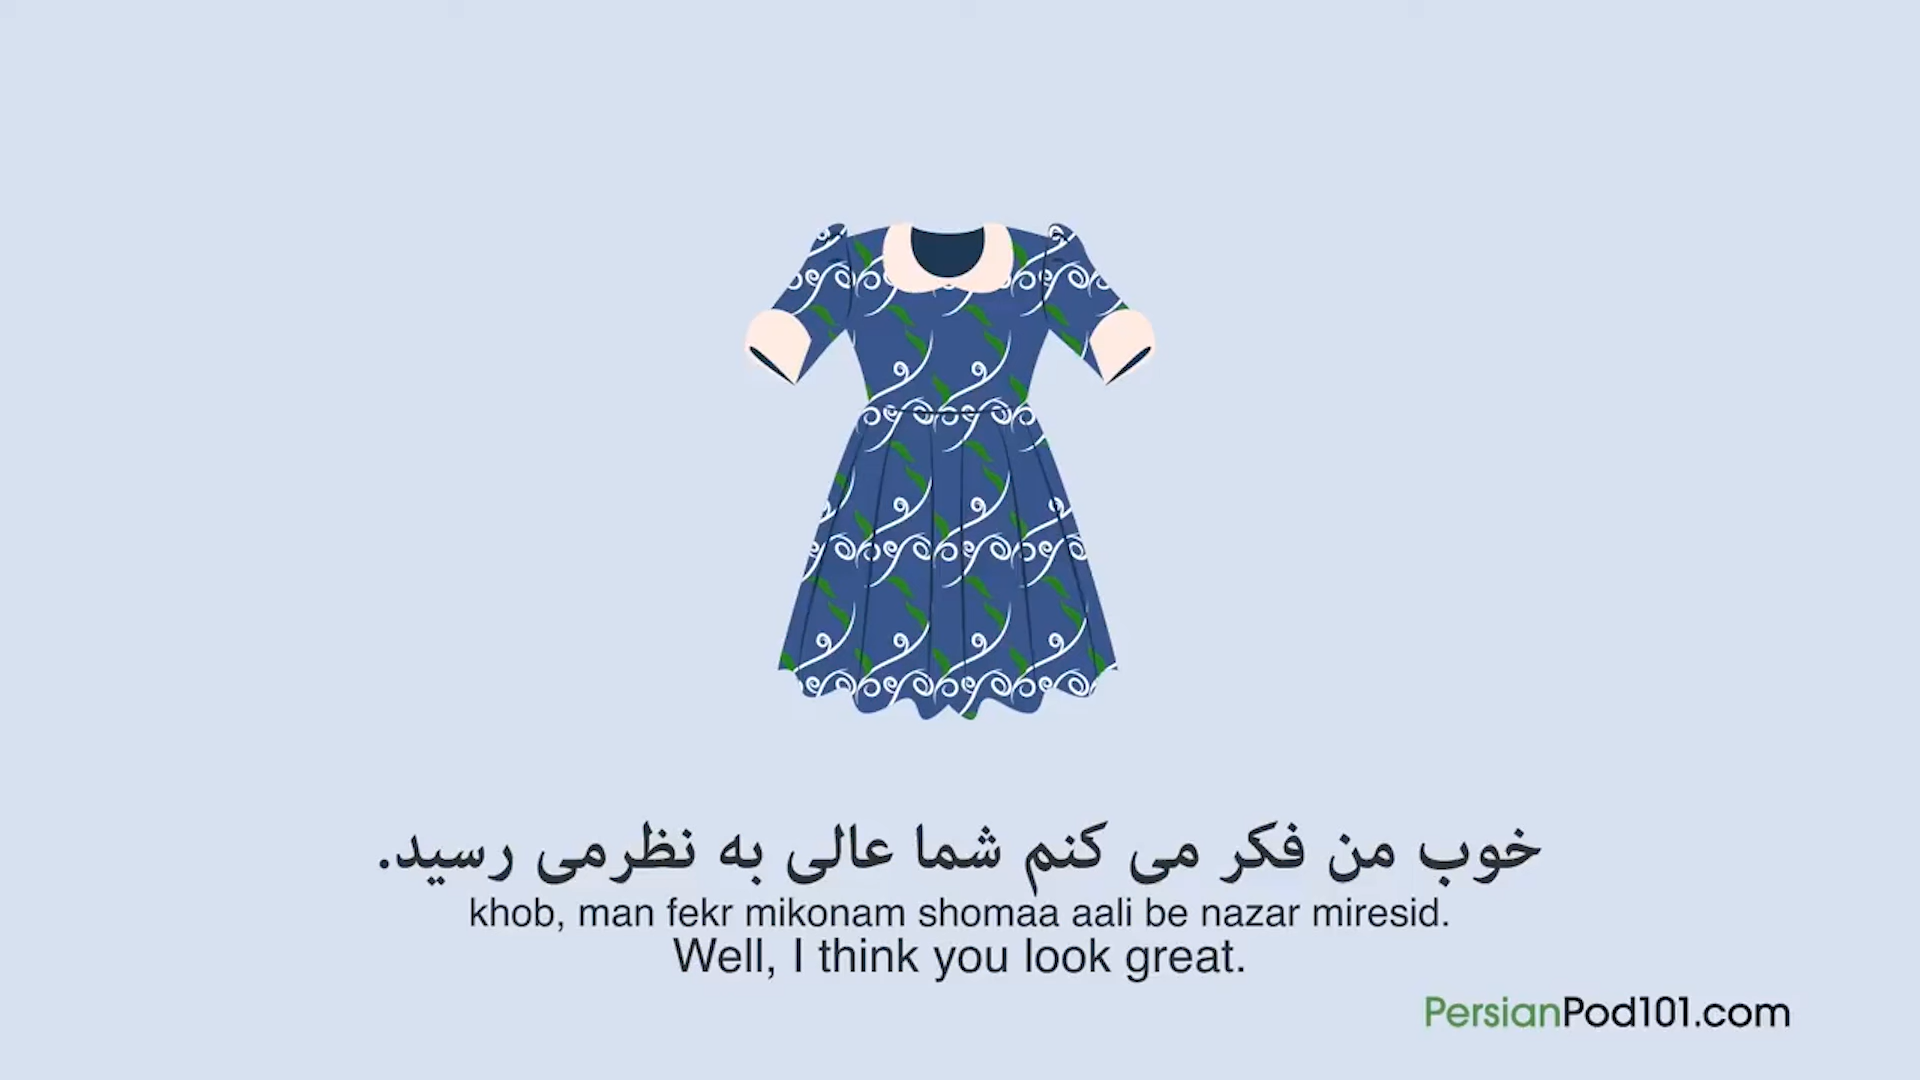 خوب من فکر می کنم شما عالی به نظرمی رسید.
khob, man fekr mikonam shomaa aali be nazar miresid.
Well, I think you look great.
PersianPod101.com